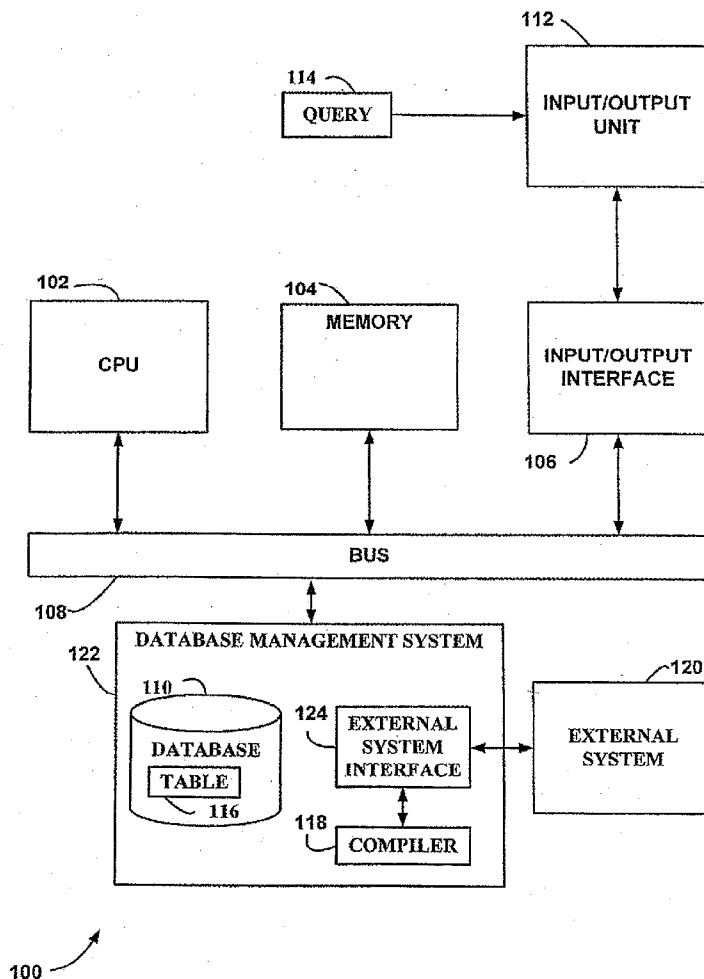 112
114
QUERY
INPUT/OUTPUT
UNIT
102
CPU
104
MEMORY
INPUT/OUTPUT
INTERFACE
106
BUS
108
DATABASE MANAGEMENT SYSTEM
122
110
DATABASE
TABLE
116
124
EXTERNAL
SYSTEM
INTERFACE
118
COMPILER
120
EXTERNAL
SYSTEM
100